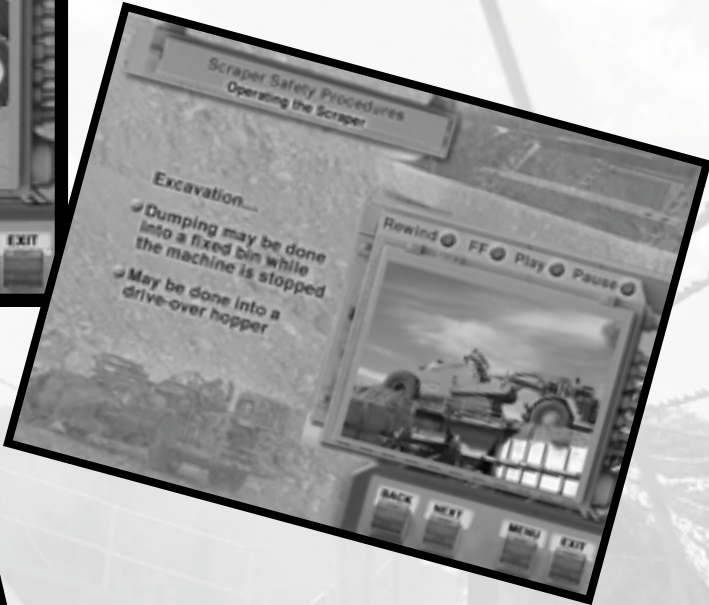 EXIT
Scraper Safety Procedures
Operating the Scraper
Excavation...
Dumping may be done
into a fixed bin while
the machine is stopped
May be done into a
drive-over hopper
Rewind FF Play Pause
BACK NEXT MENU EXIT